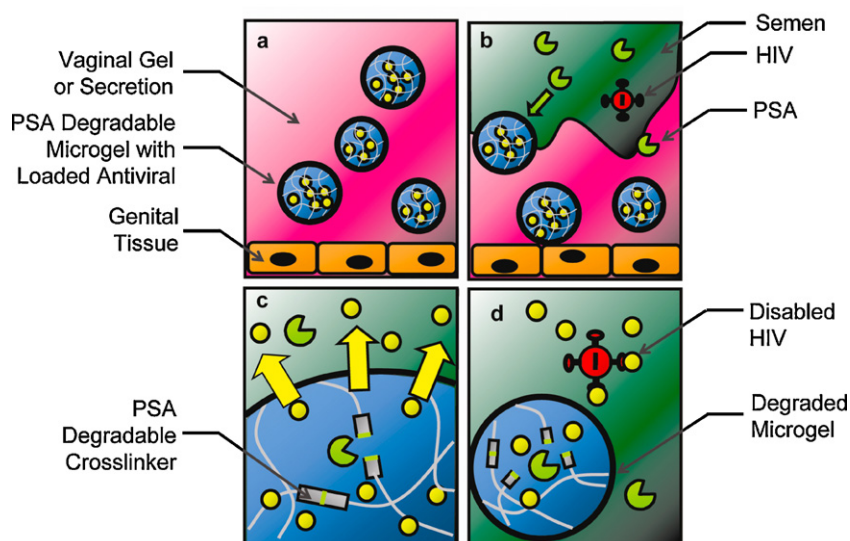 a
Vaginal Gel
or Secretion
PSA Degradable
Microgel with
Loaded Antiviral
Genital
Tissue
b
Semen
HIV
PSA
c
PSA
Degradable
Crosslinker
d
Disabled
HIV
Degraded
Microgel